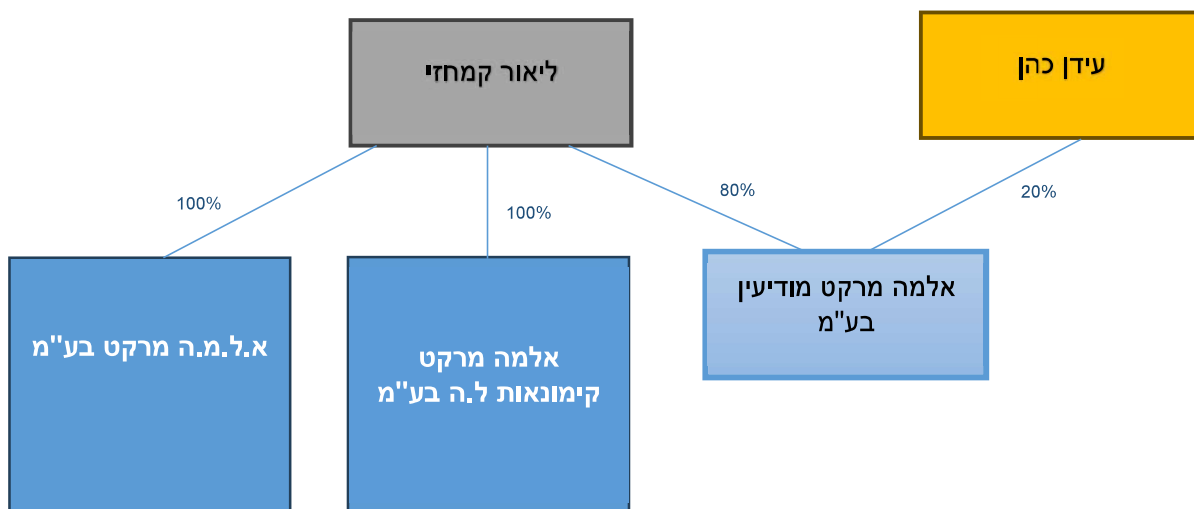 ליאור קמחזי
עידן כהן
100%
100%
80%
20%
א.ל.מ.ה מרקט בע"מ
אלמה מרקט
קימונאות ל.ה בע"מ
אלמה מרקט מודיעין
בע"מ